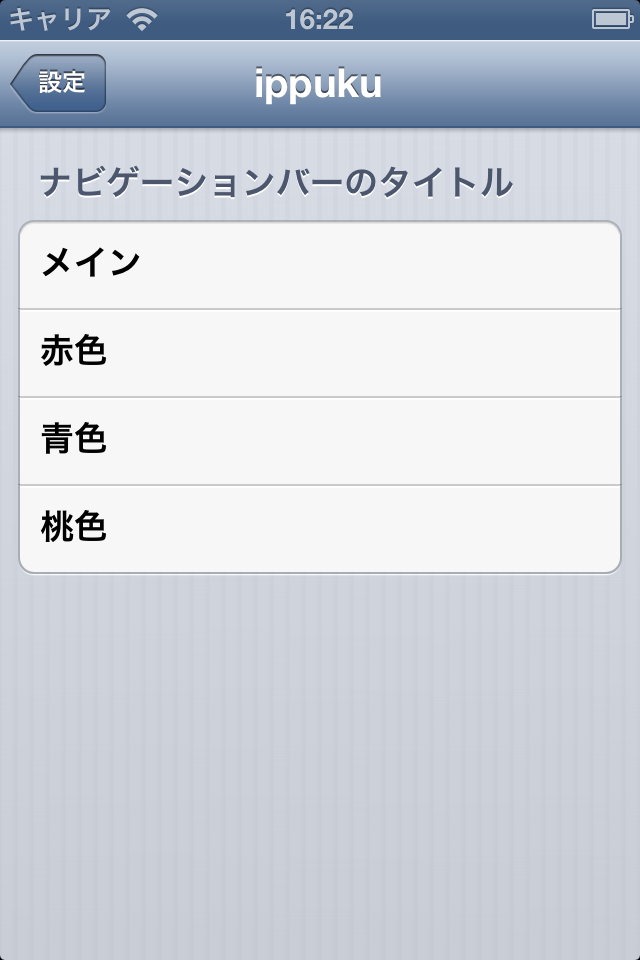 キャリア 16:22
設定 ippuku
ナビゲーションバーのタイトル
メイン
赤色
青色
桃色